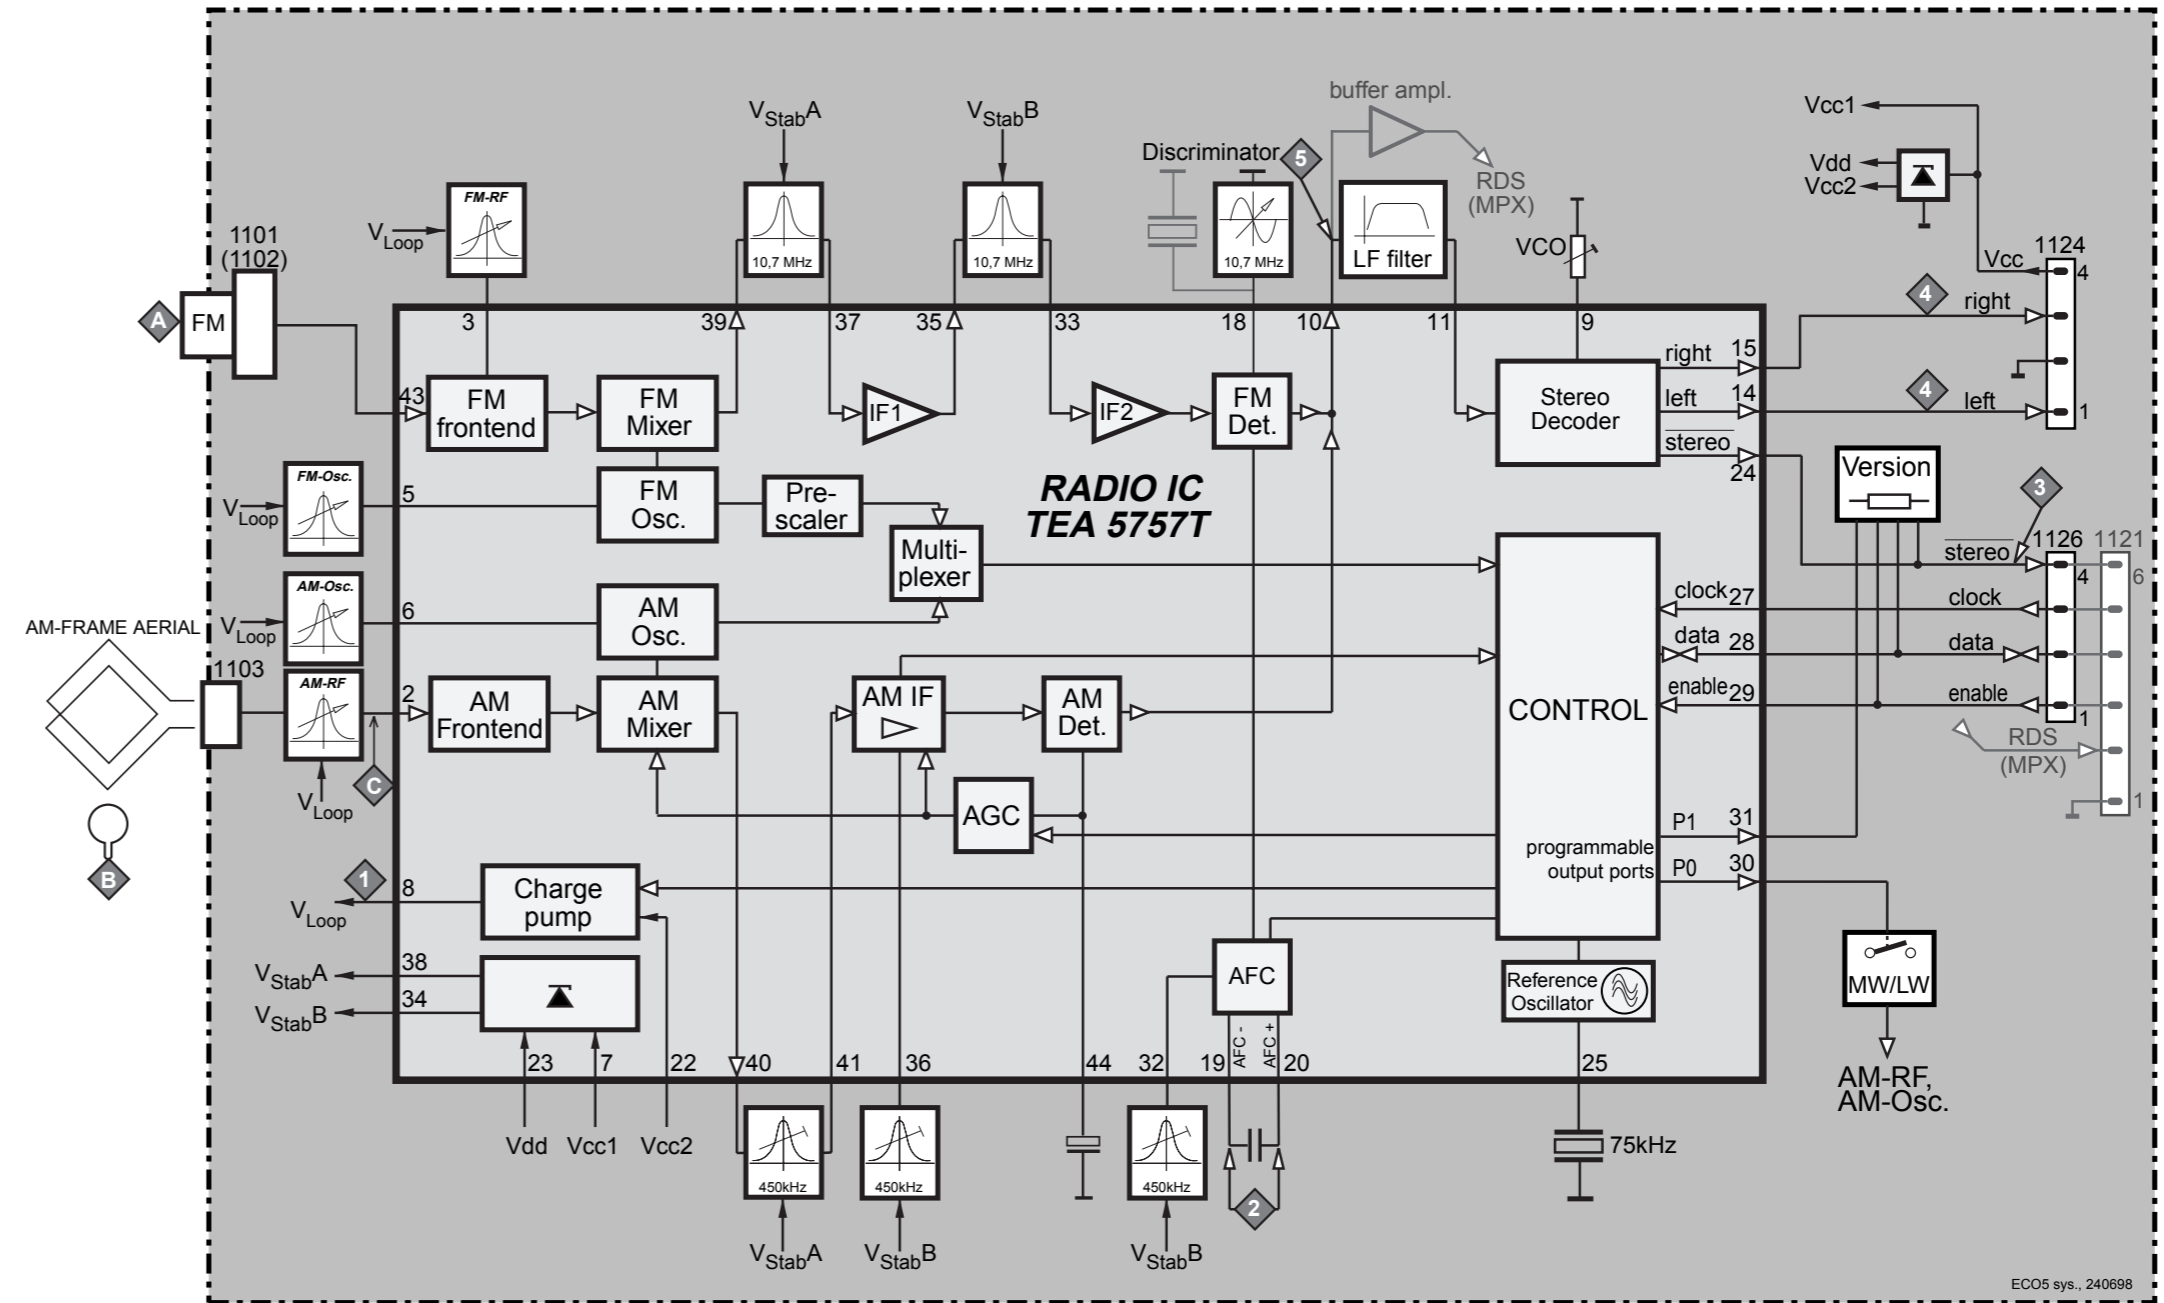 buffer ampl.
Vcc1
VStabA
VStabB
Discriminator
5
RDS
(MPX)
Vdd
Vcc2
FM-RF
VLoop
10,7 MHz
10,7 MHz
10,7 MHz
LF filter
VCO
1101
(1102)
1124
Vcc
4
4
right
A
FM
3
39
37
35
33
18
10
11
9
right
15
43
FM
frontend
FM
Mixer
IF1
IF2
FM
Det.
Stereo
Decoder
left
14
4
left
1
stereo
24
Version
3
FM-Osc.
VLoop
5
FM
Osc.
Pre-
scaler
RADIO IC
TEA 5757T
Multi-
plexer
stereo
1126
1121
4
6
AM-Osc.
VLoop
6
AM
Osc.
clock
27
clock
AM-FRAME AERIAL
data
28
data
1103
AM-RF
2
AM
Frontend
AM
Mixer
AM IF
AM
Det.
CONTROL
enable
29
enable
1
RDS
(MPX)
C
VLoop
1
AGC
P1
31
programmable
output ports
P0
30
B
1
8
VLoop
Charge
pump
38
VStabA
34
VStabB
AFC
Reference
Oscillator
MW/LW
23
7
22
40
41
36
44
32
19
AFC -
AFC +
20
25
AM-RF,
AM-Osc.
Vdd
Vcc1
Vcc2
450kHz
450kHz
450kHz
75kHz
2
VStabA
VStabB
VStabB
ECO5 sys., 240698